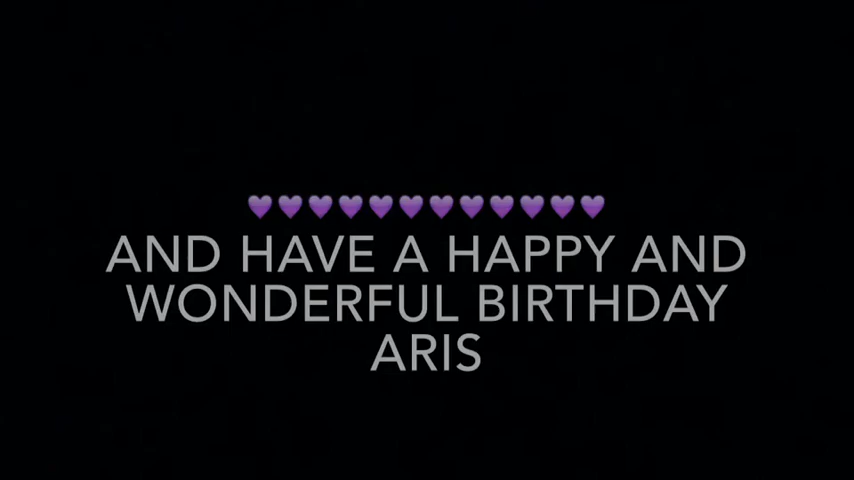 💜💜💜💜💜💜💜💜💜💜💜💜
AND HAVE A HAPPY AND
WONDERFUL BIRTHDAY
ARIS